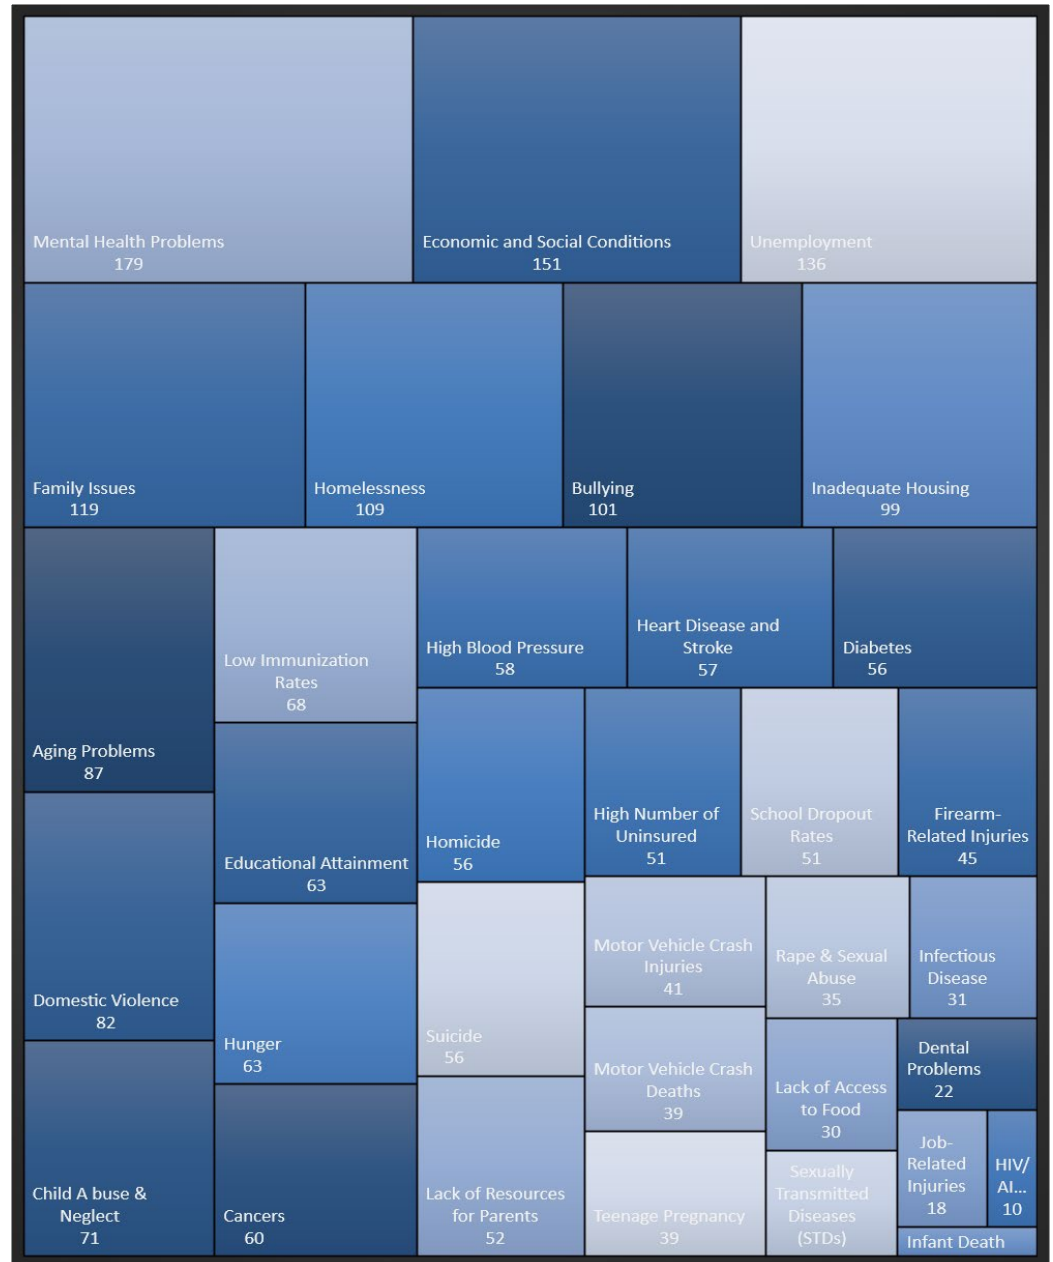 Mental Health Problems
179
Economic and Social Conditions
151
Unemployment
136
Family Issues
119
Homelessness
109
Bullying
101
Inadequate Housing
99
Aging Problems
87
Domestic Violence
82
Child A buse &
Neglect
71
Low Immunization
Rates
68
Educational Attainment
63
Hunger
63
Cancers
60
High Blood Pressure
58
Heart Disease and
Stroke
57
Diabetes
56
Homicide
56
Suicide
56
Lack of Resources
for Parents
52
High Number of
Uninsured
51
School Dropout
Rates
51
Firearm-
Related Injuries
45
Motor Vehicle Crash
Injuries
41
Motor Vehicle Crash
Deaths
39
Teenage Pregnancy
39
Rape & Sexual
Abuse
35
Infectious
Disease
31
Lack of Access
to Food
30
Sexually
Transmitted
Diseases
(STDs)
Dental
Problems
22
Job-
Related
Injuries
18
HIV/
AI...
10
Infant Death